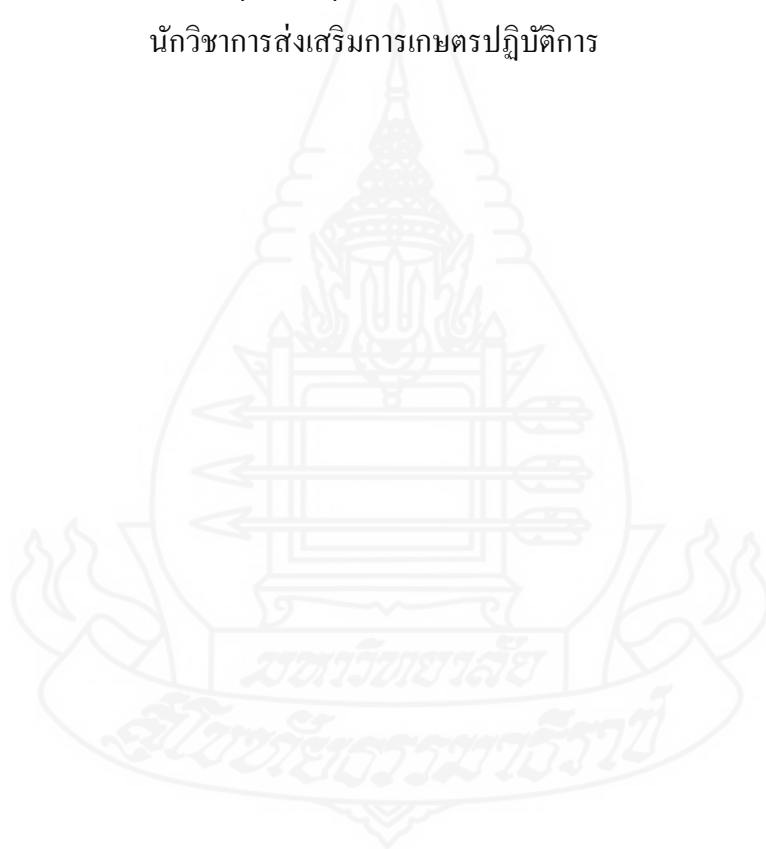 นักวิชาการส่งเสริมการเกษตรปฏิบัติการ
มหาวิทยาลัย
สุโขทัยธรรมาธิราช